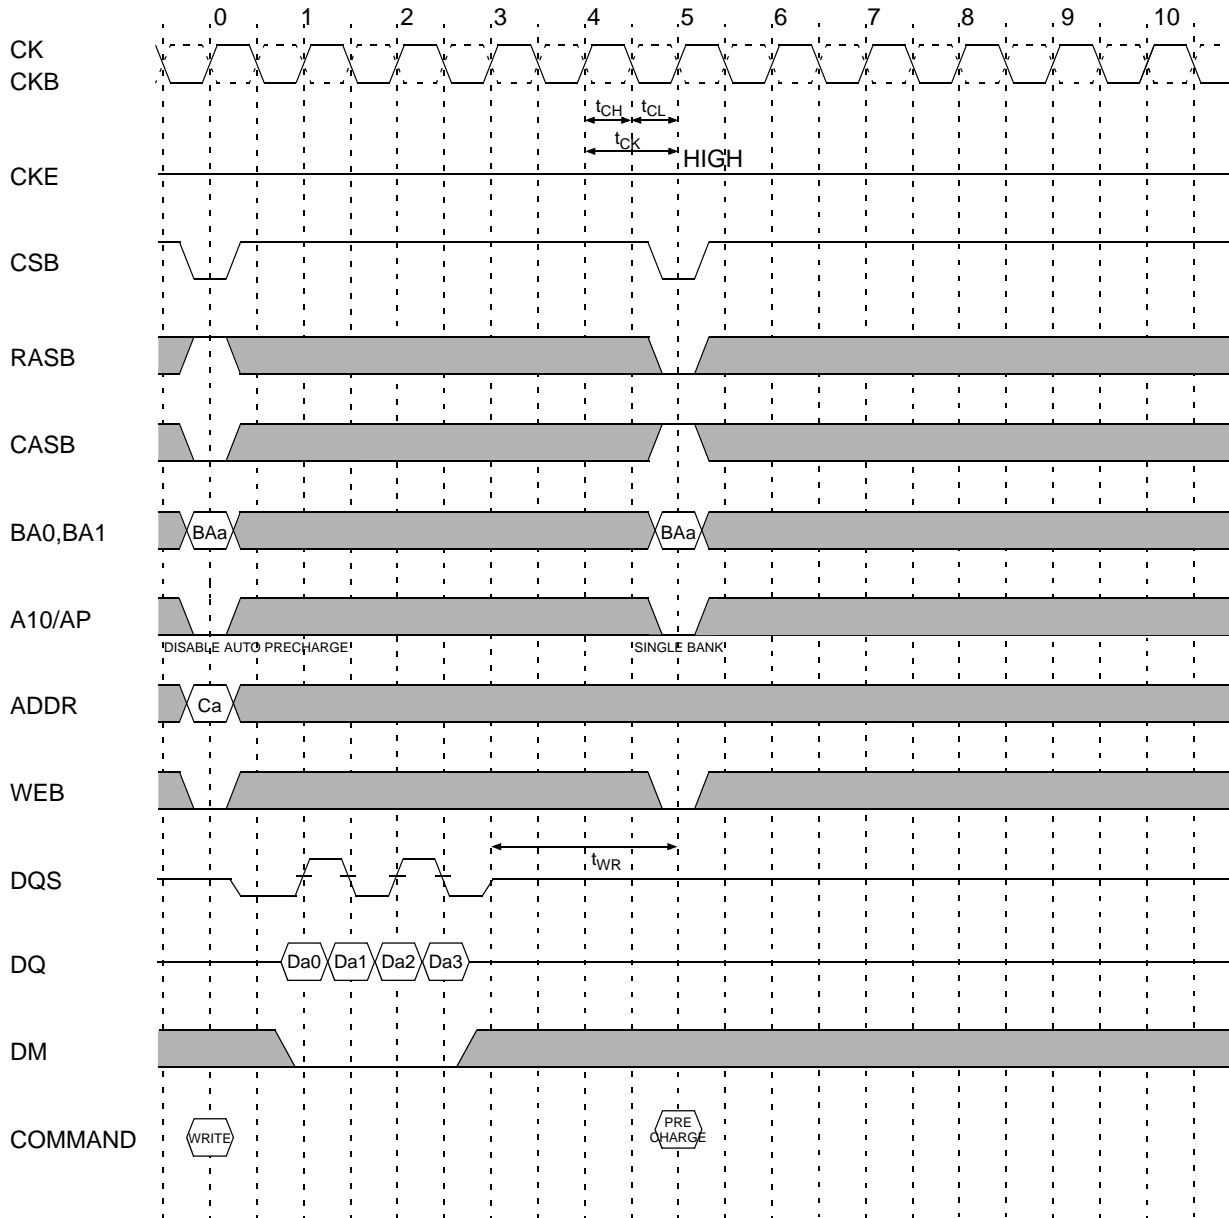 0 1 2 3 4 5 6 7 8 9 10
CK
CKB
tCH tCL
tCK
HIGH
CKE
CSB
RASB
CASB
BA0,BA1 BAa BAa
A10/AP
DISABLE AUTO PRECHARGE SINGLE BANK
ADDR Ca
WEB
tWR
DQS
DQ Da0 Da1 Da2 Da3
DM
COMMAND WRITE PRE
CHARGE